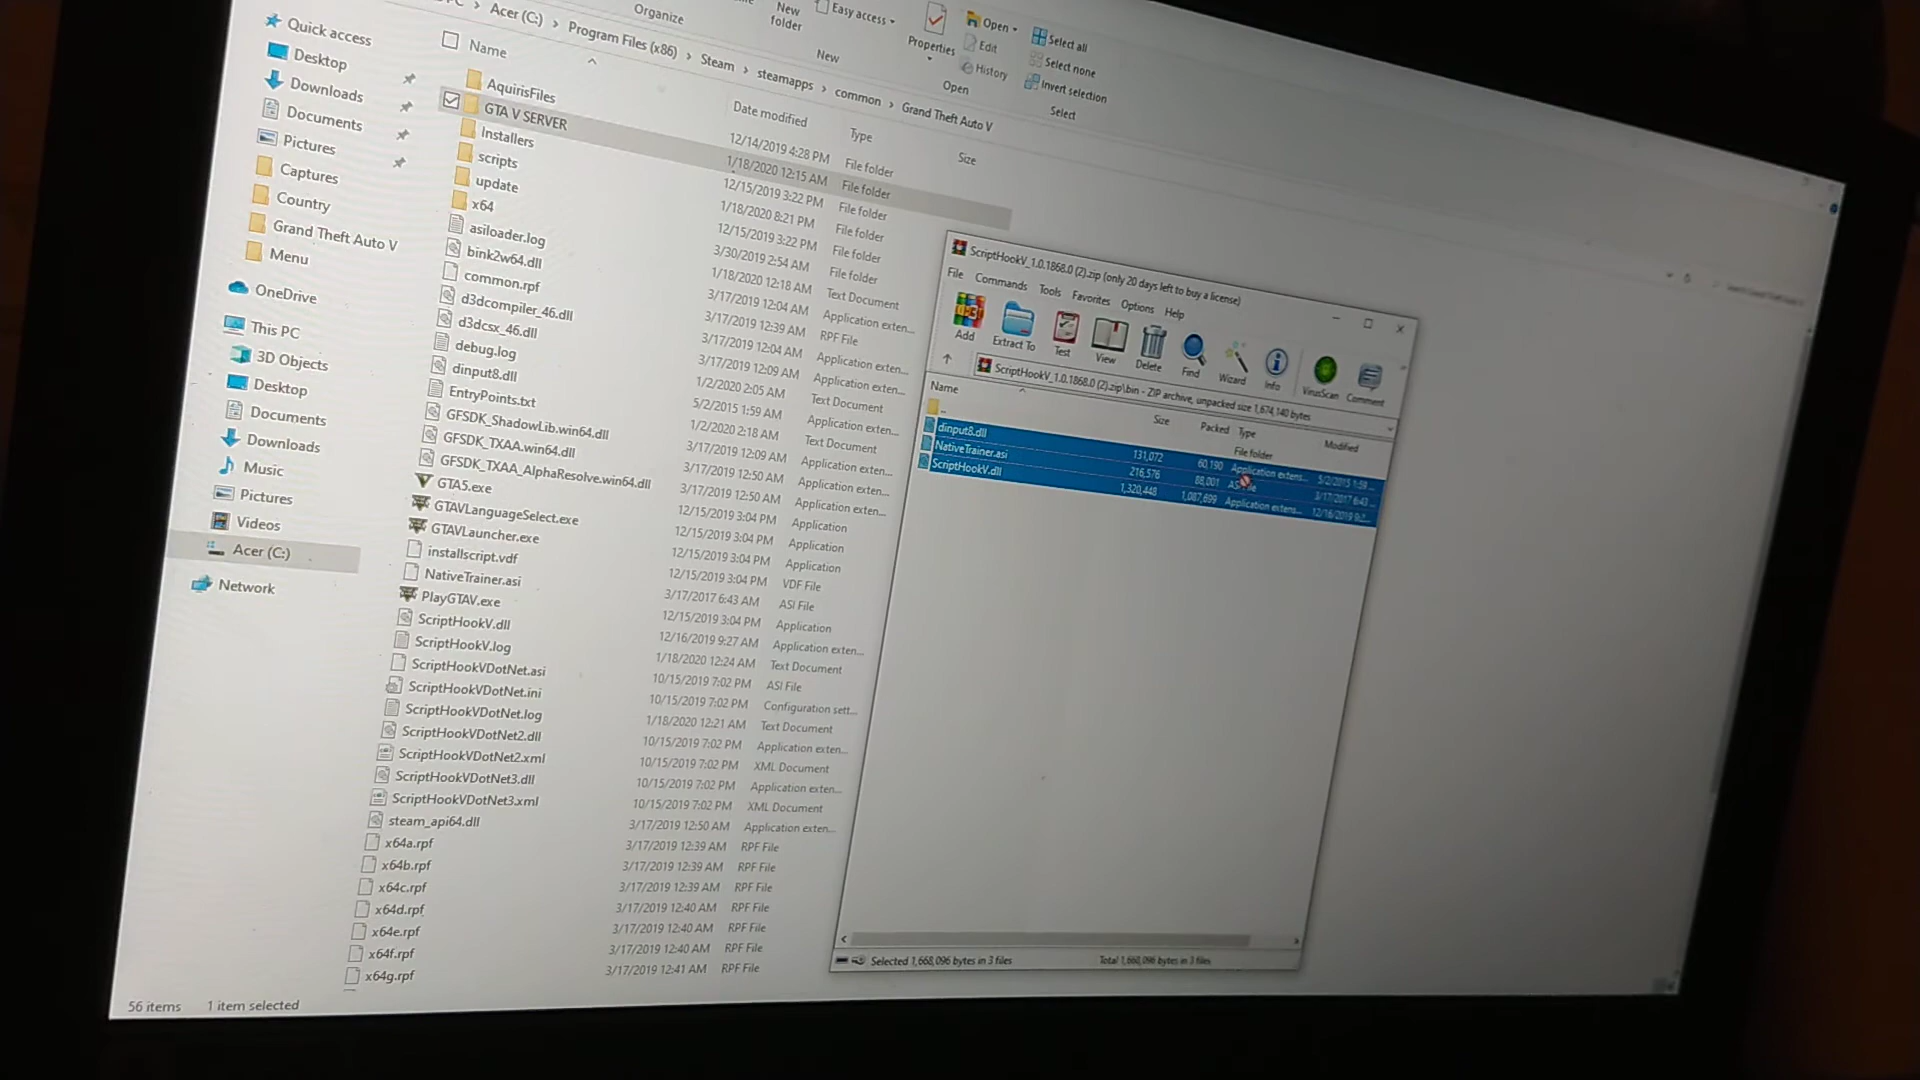 Organize
New
folder
Easy access
New
Properties
Open
Edit
History
Open
Select all
Select none
Invert selection
Select
Acer (C:) > Program Files (x86) > Steam > steamapps > common > Grand Theft Auto V
Quick access
Desktop
Downloads
Documents
Pictures
Captures
Country
Grand Theft Auto V
Menu
OneDrive
This PC
3D Objects
Desktop
Documents
Downloads
Music
Pictures
Videos
Acer (C:)
Network
Name
Date modified
Type
Size
AquirisFiles 12/14/2019 4:28 PM File folder
GTA V SERVER 1/18/2020 12:15 AM File folder
Installers 12/15/2019 3:22 PM File folder
scripts 1/18/2020 8:21 PM File folder
update 12/15/2019 3:22 PM File folder
x64 3/30/2019 2:54 AM File folder
asiloader.log 1/18/2020 12:18 AM Text Document
bink2w64.dll 3/17/2019 12:04 AM Application exten...
common.rpf 3/17/2019 12:39 AM RPF File
d3dcompiler_46.dll 3/17/2019 12:04 AM Application exten...
d3dcsx_46.dll 3/17/2019 12:09 AM Application exten...
debug.log 1/2/2020 2:05 AM Text Document
dinput8.dll 5/2/2015 1:59 AM Application exten...
EntryPoints.txt 1/2/2020 2:18 AM Text Document
GFSDK_ShadowLib.win64.dll 3/17/2019 12:09 AM Application exten...
GFSDK_TXAA.win64.dll 3/17/2019 12:50 AM Application exten...
GFSDK_TXAA_AlphaResolve.win64.dll 3/17/2019 12:50 AM Application exten...
GTA5.exe 12/15/2019 3:04 PM Application
GTAVLanguageSelect.exe 12/15/2019 3:04 PM Application
GTAVLauncher.exe 12/15/2019 3:04 PM Application
installscript.vdf 12/15/2019 3:04 PM VDF File
NativeTrainer.asi 3/17/2017 6:43 AM ASI File
PlayGTAV.exe 12/15/2019 3:04 PM Application
ScriptHookV.dll 12/16/2019 9:27 AM Application exten...
ScriptHookV.log 1/18/2020 12:24 AM Text Document
ScriptHookVDotNet.asi 10/15/2019 7:02 PM ASI File
ScriptHookVDotNet.ini 10/15/2019 7:02 PM Configuration sett...
ScriptHookVDotNet.log 1/18/2020 12:21 AM Text Document
ScriptHookVDotNet2.dll 10/15/2019 7:02 PM Application exten...
ScriptHookVDotNet2.xml 10/15/2019 7:02 PM XML Document
ScriptHookVDotNet3.dll 10/15/2019 7:02 PM Application exten...
ScriptHookVDotNet3.xml 10/15/2019 7:02 PM XML Document
steam_api64.dll 3/17/2019 12:50 AM Application exten...
x64a.rpf 3/17/2019 12:39 AM RPF File
x64b.rpf 3/17/2019 12:39 AM RPF File
x64c.rpf 3/17/2019 12:39 AM RPF File
x64d.rpf 3/17/2019 12:40 AM RPF File
x64e.rpf 3/17/2019 12:40 AM RPF File
x64f.rpf 3/17/2019 12:40 AM RPF File
x64g.rpf 3/17/2019 12:41 AM RPF File
56 items 1 item selected
ScriptHookV_1.0.1868.0 (2).zip (only 20 days left to buy a license)
File Commands Tools Favorites Options Help
Add Extract To Test View Delete Find Wizard Info VirusScan Comment
ScriptHookV_1.0.1868.0 (2).zip\bin - ZIP archive, unpacked size 1,674,140 bytes
Name Size Packed Type Modified
.. File folder
dinput8.dll 131,072 60,190 Application extens... 5/2/2015 1:59 ...
NativeTrainer.asi 216,576 88,001 3/17/2017 6:43 ...
ScriptHookV.dll 1,320,448 1,087,699 Application extens... 12/16/2019 9:2...
Selected 1,668,096 bytes in 3 files
Total 1,668,096 bytes in 3 files